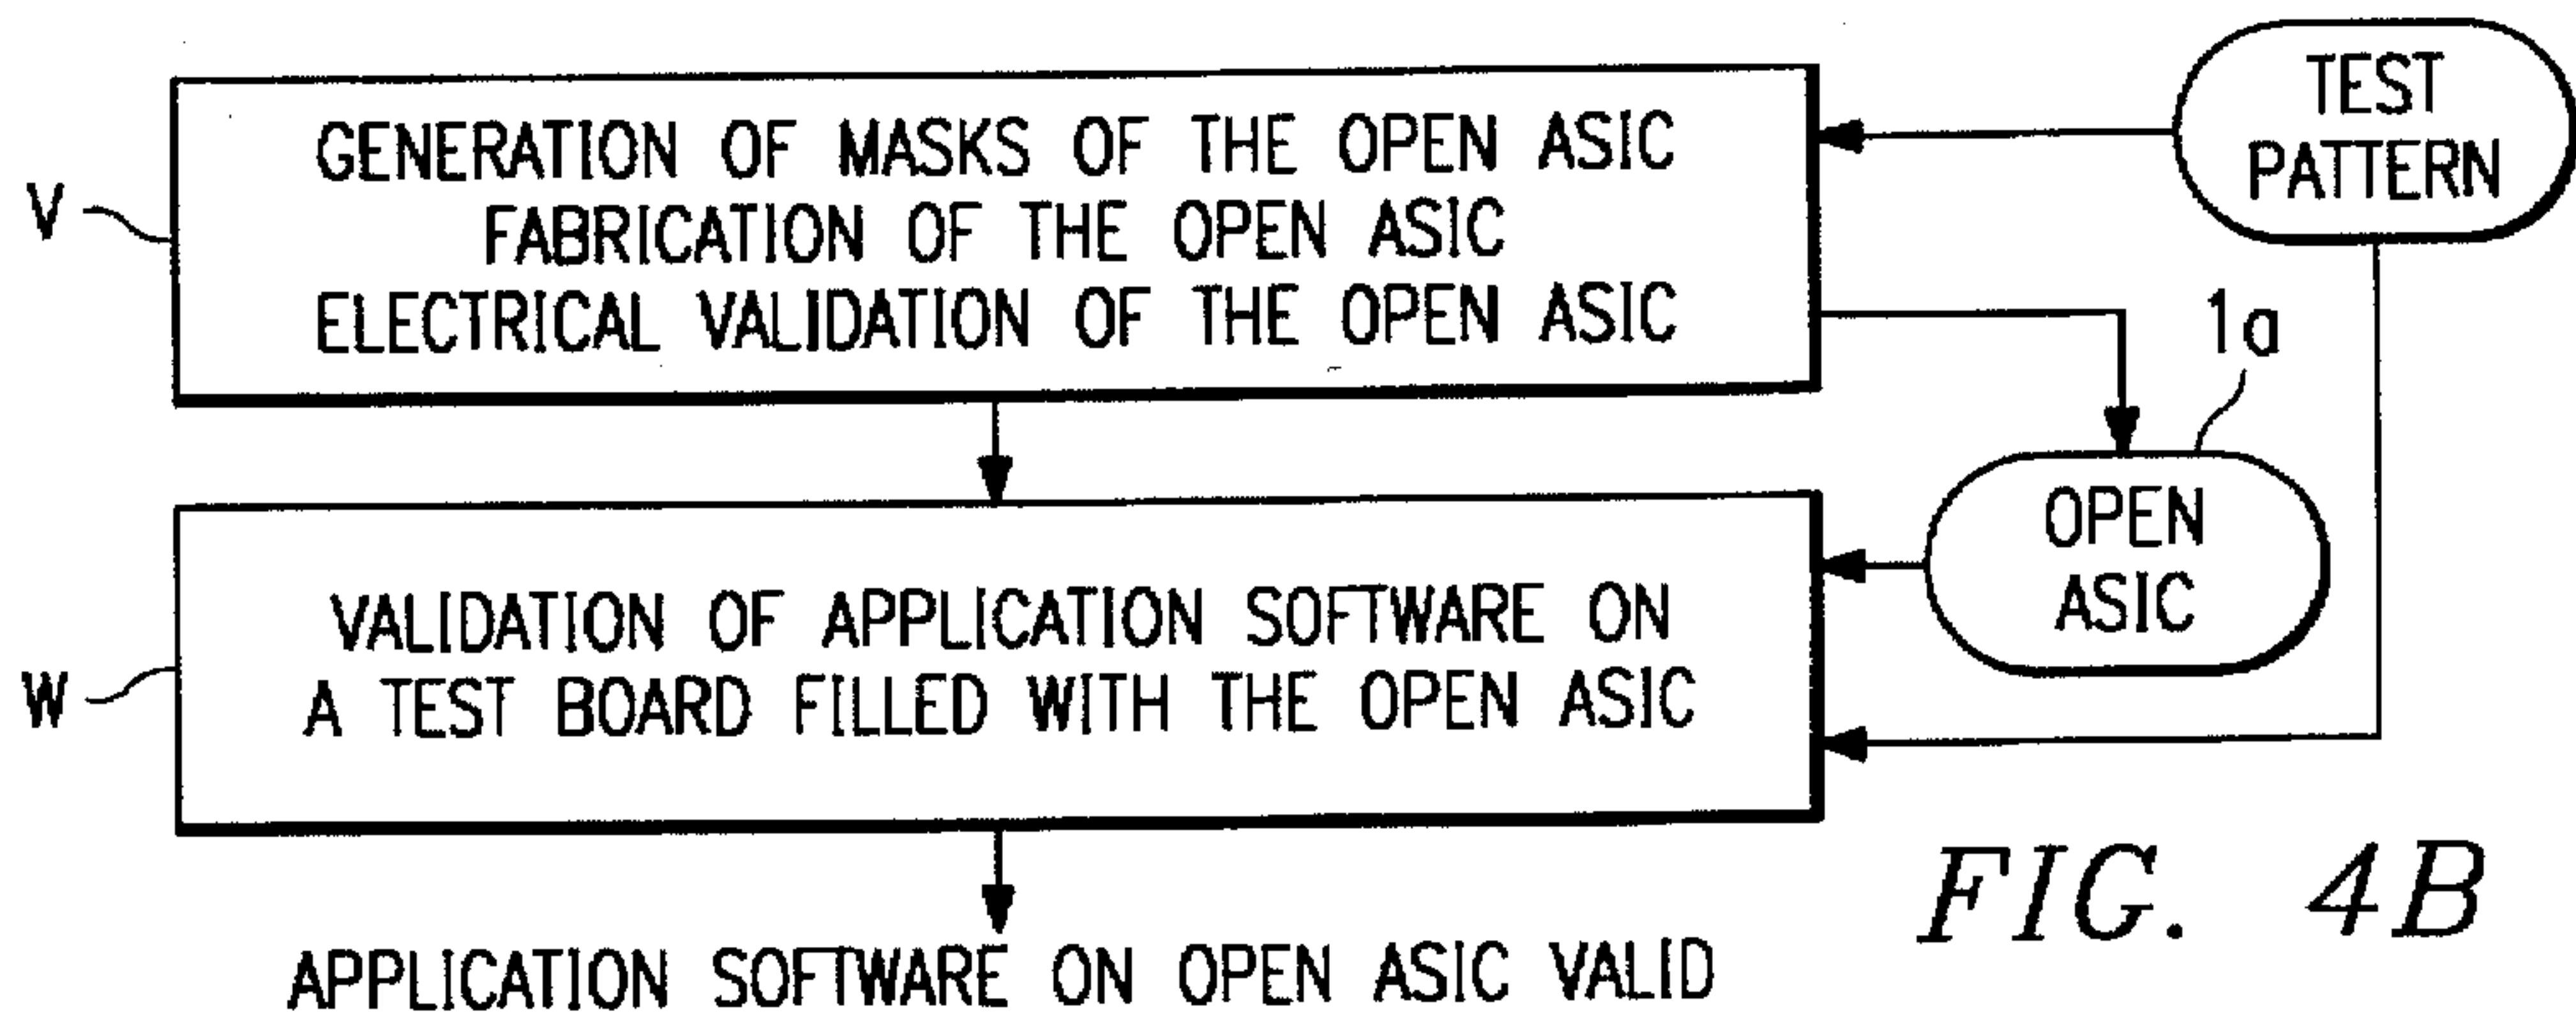 TEST
PATTERN
V
GENERATION OF MASKS OF THE OPEN ASIC
FABRICATION OF THE OPEN ASIC
ELECTRICAL VALIDATION OF THE OPEN ASIC
1a
OPEN
ASIC
W
VALIDATION OF APPLICATION SOFTWARE ON
A TEST BOARD FILLED WITH THE OPEN ASIC
APPLICATION SOFTWARE ON OPEN ASIC VALID
FIG. 4B